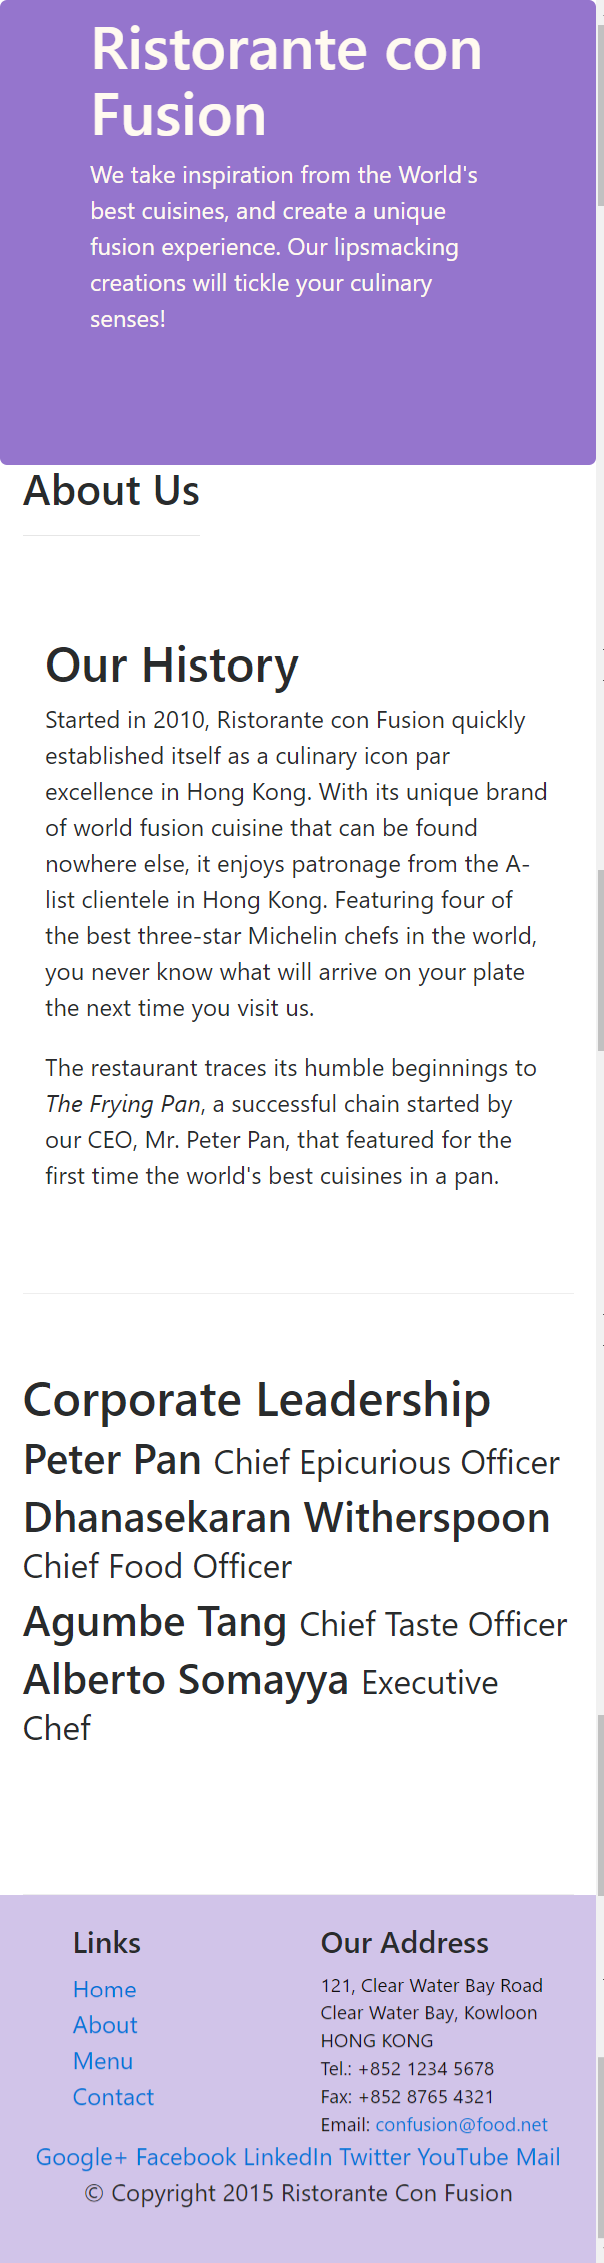 Ristorante con
Fusion
We take inspiration from the World's
best cuisines, and create a unique
fusion experience. Our lipsmacking
creations will tickle your culinary
senses!
About Us
Our History
Started in 2010, Ristorante con Fusion quickly
established itself as a culinary icon par
excellence in Hong Kong. With its unique brand
of world fusion cuisine that can be found
nowhere else, it enjoys patronage from the A-
list clientele in Hong Kong. Featuring four of
the best three-star Michelin chefs in the world,
you never know what will arrive on your plate
the next time you visit us.
The restaurant traces its humble beginnings to
The Frying Pan, a successful chain started by
our CEO, Mr. Peter Pan, that featured for the
first time the world's best cuisines in a pan.
Corporate Leadership
Peter Pan Chief Epicurious Officer
Dhanasekaran Witherspoon
Chief Food Officer
Agumbe Tang Chief Taste Officer
Alberto Somayya Executive
Chef
Links
Home
About
Menu
Contact
Our Address
121, Clear Water Bay Road
Clear Water Bay, Kowloon
HONG KONG
Tel.: +852 1234 5678
Fax: +852 8765 4321
Email: confusion@food.net
Google+ Facebook LinkedIn Twitter YouTube Mail
© Copyright 2015 Ristorante Con Fusion